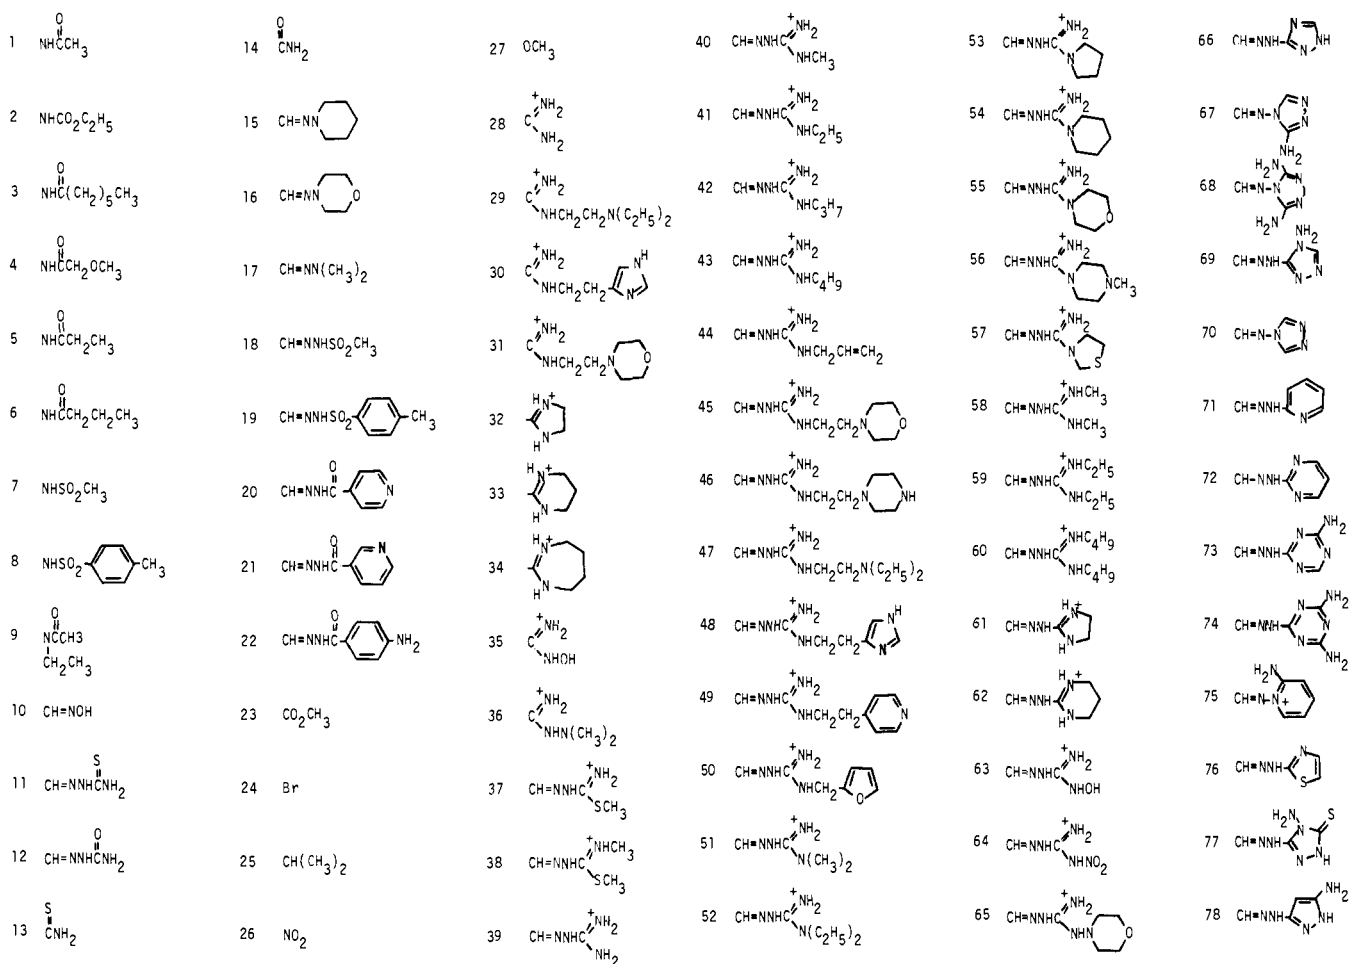 1 NHCCH3 (O)
2 NHCO2C2H5
3 NHC(CH2)5CH3 (O)
4 NHCCH2OCH3 (O)
5 NHCCH2CH3 (O)
6 NHCCH2CH2CH3 (O)
7 NHSO2CH3
8 NHSO2 CH3
9 NCCH3 (O) CH2CH3
10 CH=NOH
11 CH=NNHCNH2 (S)
12 CH=NNHCNH2 (O)
13 CNH2 (S)
14 CNH2 (O)
15 CH=NN
16 CH=NN O
17 CH=NN(CH3)2
18 CH=NNHSO2CH3
19 CH=NNHSO2 CH3
20 CH=NNHC (O) N
21 CH=NNHC (O) N
22 CH=NNHC (O) NH2
23 CO2CH3
24 Br
25 CH(CH3)2
26 NO2
27 OCH3
28 C +NH2 NH2
29 C +NH2 NHCH2CH2N(C2H5)2
30 C +NH2 NHCH2CH2 N H N
31 C +NH2 NHCH2CH2N O
32 H N+ N H
33 H N+ N H
34 H N+ N H
35 C +NH2 NHOH
36 C +NH2 NHN(CH3)2
37 CH=NNHC +NH2 SCH3
38 CH=NNHC +NHCH3 SCH3
39 CH=NNHC +NH2 NH2
40 CH=NNHC +NH2 NHCH3
41 CH=NNHC +NH2 NHC2H5
42 CH=NNHC +NH2 NHC3H7
43 CH=NNHC +NH2 NHC4H9
44 CH=NNHC +NH2 NHCH2CH=CH2
45 CH=NNHC +NH2 NHCH2CH2N O
46 CH=NNHC +NH2 NHCH2CH2N NH
47 CH=NNHC +NH2 NHCH2CH2N(C2H5)2
48 CH=NNHC +NH2 NHCH2CH2 N H N
49 CH=NNHC +NH2 NHCH2CH2 N
50 CH=NNHC +NH2 NHCH2 O
51 CH=NNHC +NH2 N(CH3)2
52 CH=NNHC +NH2 N(C2H5)2
53 CH=NNHC +NH2 N
54 CH=NNHC +NH2 N
55 CH=NNHC +NH2 N O
56 CH=NNHC +NH2 N NCH3
57 CH=NNHC +NH2 N S
58 CH=NNHC +NHCH3 NHCH3
59 CH=NNHC +NHC2H5 NHC2H5
60 CH=NNHC +NHC4H9 NHC4H9
61 CH=NNH H N+ N H
62 CH=NNH H N+ N H
63 CH=NNHC +NH2 NHOH
64 CH=NNHC +NH2 NHNO2
65 CH=NNHC +NH2 NHN O
66 CH=NNH N N NH
67 CH=N-N N N NH2
68 CH=N-N H2N N N H2N
69 CH=NNH NH2 N N N
70 CH=N-N N N
71 CH=NNH N
72 CH=NNH N N
73 CH=NNH N N N NH2
74 CH=NNH N N N NH2 NH2
75 CH=N-N+ H2N
76 CH=NNH N S
77 CH=NNH H2N N S N NH
78 CH=NNH NH2 NH N